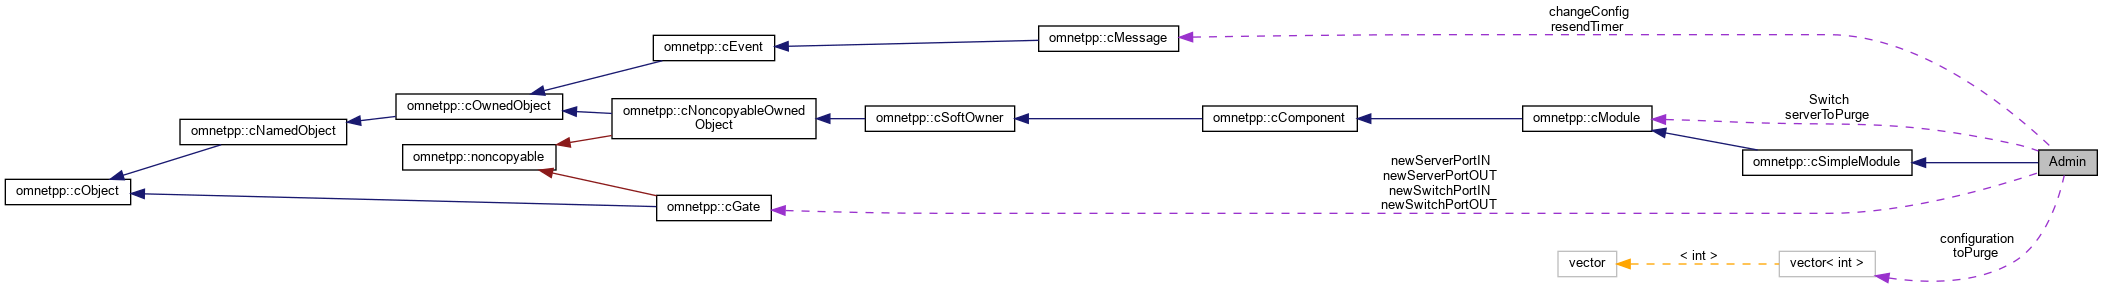 changeConfig
resendTimer
omnetpp::cEvent
omnetpp::cMessage
omnetpp::cOwnedObject
omnetpp::cNoncopyableOwned
Object
omnetpp::cSoftOwner
omnetpp::cComponent
omnetpp::cModule
Switch
serverToPurge
omnetpp::cNamedObject
omnetpp::noncopyable
omnetpp::cSimpleModule
Admin
omnetpp::cObject
omnetpp::cGate
newServerPortIN
newServerPortOUT
newSwitchPortIN
newSwitchPortOUT
configuration
toPurge
vector
< int >
vector< int >